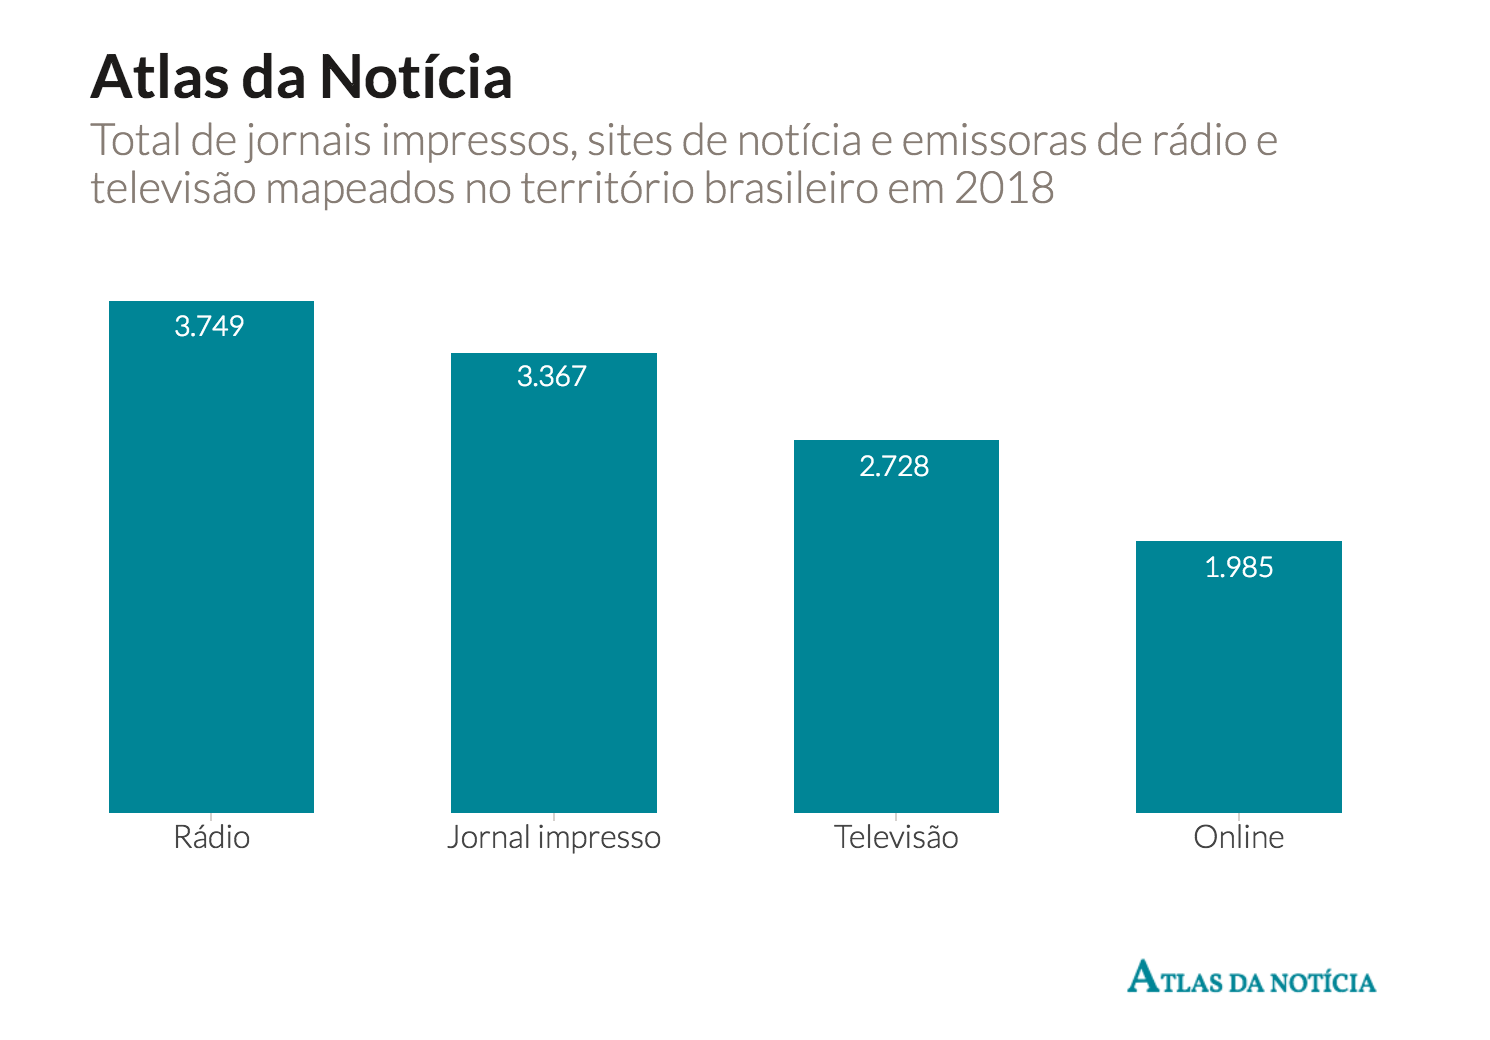 Atlas da Notícia
Total de jornais impressos, sites de notícia e emissoras de rádio e
televisão mapeados no território brasileiro em 2018
3.749
3.367
2.728
1.985
Rádio
Jornal impresso
Televisão
Online
ATLAS DA NOTÍCIA